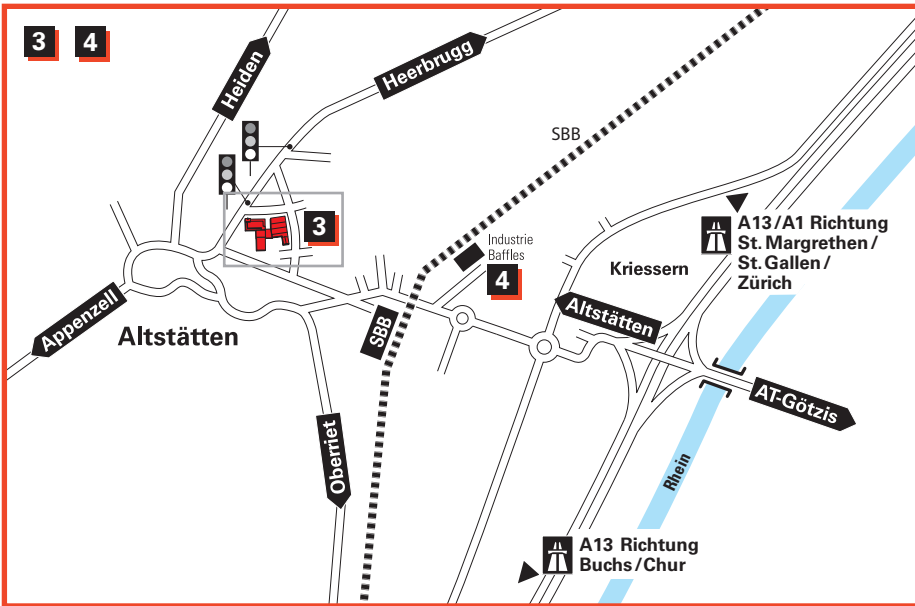 3 4
Heiden
Heerbrugg
SBB
3
Industrie
Baffles
4
Kriessern
A13/A1 Richtung
St. Margrethen/
St. Gallen/
Zürich
Appenzell
Altstätten
SBB
Altstätten
AT-Götzis
Oberriet
Rhein
A13 Richtung
Buchs/Chur